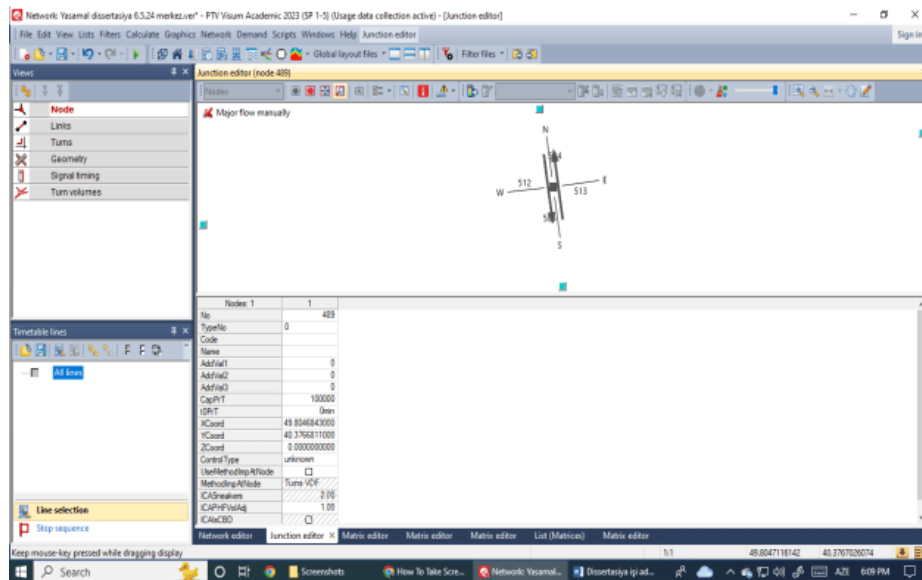 Network: Yasamal dissertasiya 6.5.24 merkez.ver* - PTV Visum Academic 2023 (SP 1-5) (Usage data collection active) - [Junction editor]
File Edit View Lists Filters Calculate Graphics Network Demand Scripts Windows Help Junction editor
Sign in
Global layout files
Filter files
Views
Junction editor (node 489)
Nodes
Node
Links
Turns
Geometry
Signal timing
Turn volumes
Major flow manually
N
512
E
W
513
S
Nodes: 1 1
No 489
TypeNo 0
Code
Name
AddVal1 0
AddVal2 0
AddVal3 0
CapPrT 100000
t0PrT 0min
XCoord 49.8046843000
YCoord 40.3766811000
ZCoord 0.0000000000
ControlType unknown
UseMethodImpAtNode
MethodImpAtNode Turns VDF
ICASneakers 2.00
ICAPHFVolAdj 1.00
ICAIsCBD
Timetable lines
All lines
Line selection
Stop sequence
Network editor Junction editor × Matrix editor Matrix editor Matrix editor List (Matrices) Matrix editor
Keep mouse-key pressed while dragging display
1:1 49.8047116142 40.3767026074
Search
Screenshots
How To Take Scre...
Network: Yasamal...
Dissertasiya işi ad...
AZE 6:09 PM